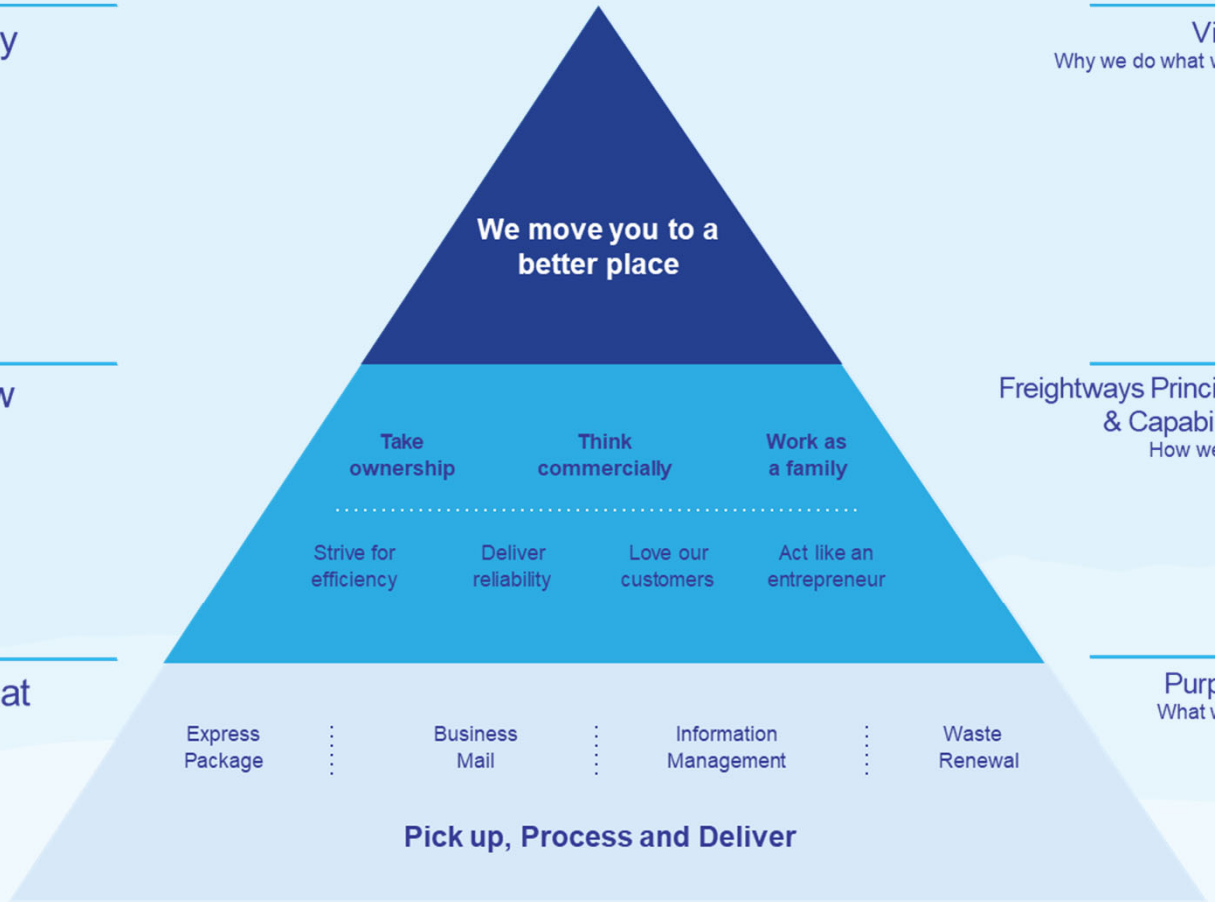 y
Vi
Why we do what w
We move you to a
better place
w
Freightways Princi
& Capabi
How we
Take ownership
Think commercially
Work as a family
Strive for efficiency
Deliver reliability
Love our customers
Act like an entrepreneur
at
Purp
What w
Express Package
Business Mail
Information Management
Waste Renewal
Pick up, Process and Deliver